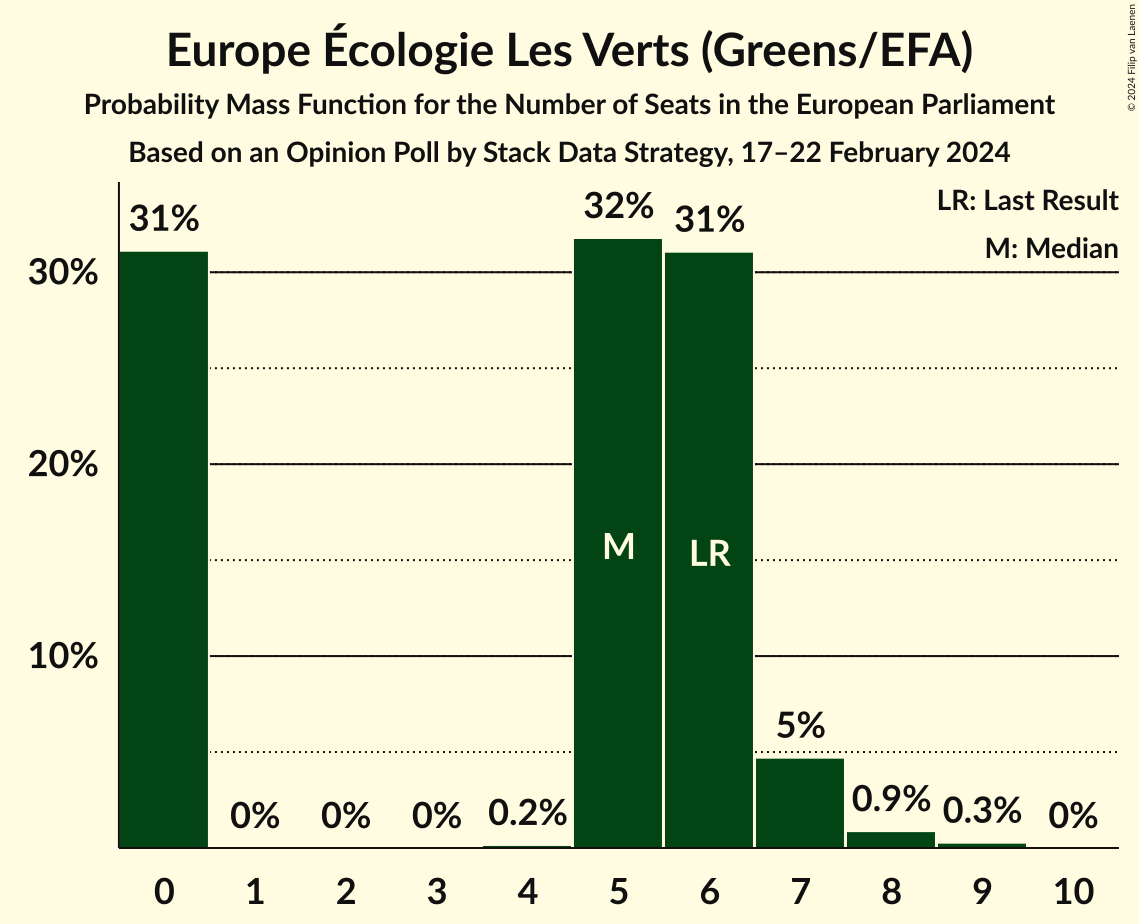 Europe Écologie Les Verts (Greens/EFA)
Probability Mass Function for the Number of Seats in the European Parliament
Based on an Opinion Poll by Stack Data Strategy, 17–22 February 2024
© 2024 Filip van Laenen
LR: Last Result
M: Median
31%
32%
31%
30%
20%
M
LR
10%
5%
0%
0%
0%
0.2%
0.9%
0.3%
0%
0 1 2 3 4 5 6 7 8 9 10